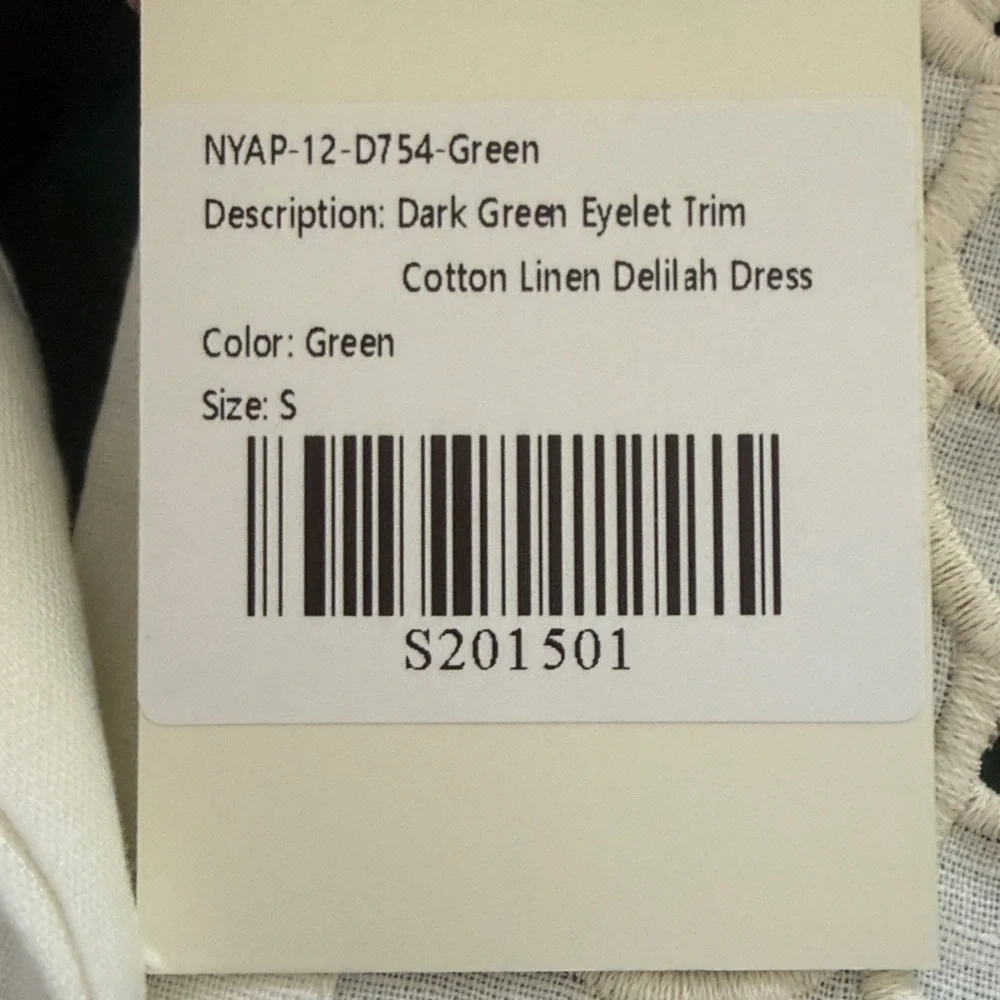 NYAP-12-D754-Green
Description: Dark Green Eyelet Trim
Cotton Linen Delilah Dress
Color: Green
Size: S
S201501